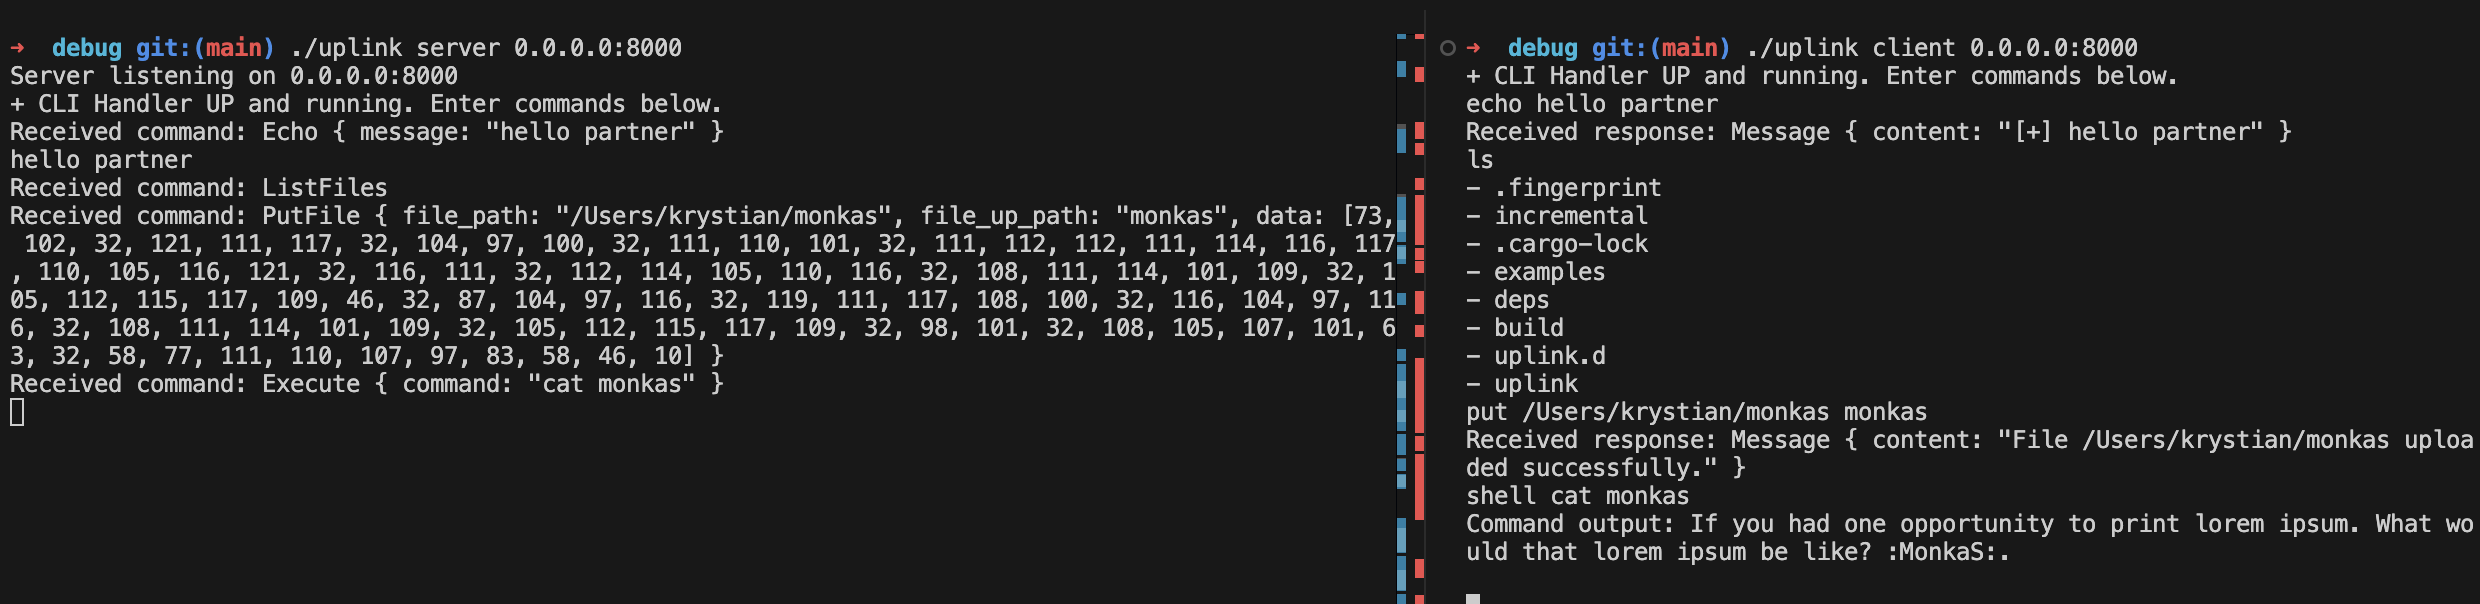 ➜  debug git:(main) ./uplink server 0.0.0.0:8000
Server listening on 0.0.0.0:8000
+ CLI Handler UP and running. Enter commands below.
Received command: Echo { message: "hello partner" }
hello partner
Received command: ListFiles
Received command: PutFile { file_path: "/Users/krystian/monkas", file_up_path: "monkas", data: [73,
 102, 32, 121, 111, 117, 32, 104, 97, 100, 32, 111, 110, 101, 32, 111, 112, 112, 111, 114, 116, 117
, 110, 105, 116, 121, 32, 116, 111, 32, 112, 114, 105, 110, 116, 32, 108, 111, 114, 101, 109, 32, 1
05, 112, 115, 117, 109, 46, 32, 87, 104, 97, 116, 32, 119, 111, 117, 108, 100, 32, 116, 104, 97, 11
6, 32, 108, 111, 114, 101, 109, 32, 105, 112, 115, 117, 109, 32, 98, 101, 32, 108, 105, 107, 101, 6
3, 32, 58, 77, 111, 110, 107, 97, 83, 58, 46, 10] }
Received command: Execute { command: "cat monkas" }
➜  debug git:(main) ./uplink client 0.0.0.0:8000
+ CLI Handler UP and running. Enter commands below.
echo hello partner
Received response: Message { content: "[+] hello partner" }
ls
- .fingerprint
- incremental
- .cargo-lock
- examples
- deps
- build
- uplink.d
- uplink
put /Users/krystian/monkas monkas
Received response: Message { content: "File /Users/krystian/monkas uploa
ded successfully." }
shell cat monkas
Command output: If you had one opportunity to print lorem ipsum. What wo
uld that lorem ipsum be like? :MonkaS:.